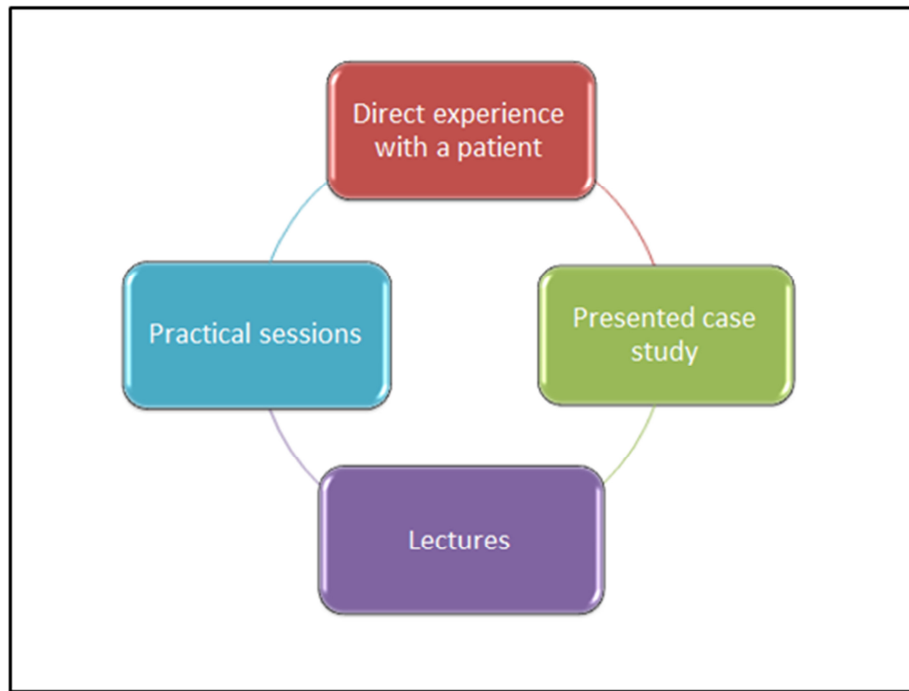 Direct experience
with a patient
Practical sessions
Presented case
study
Lectures